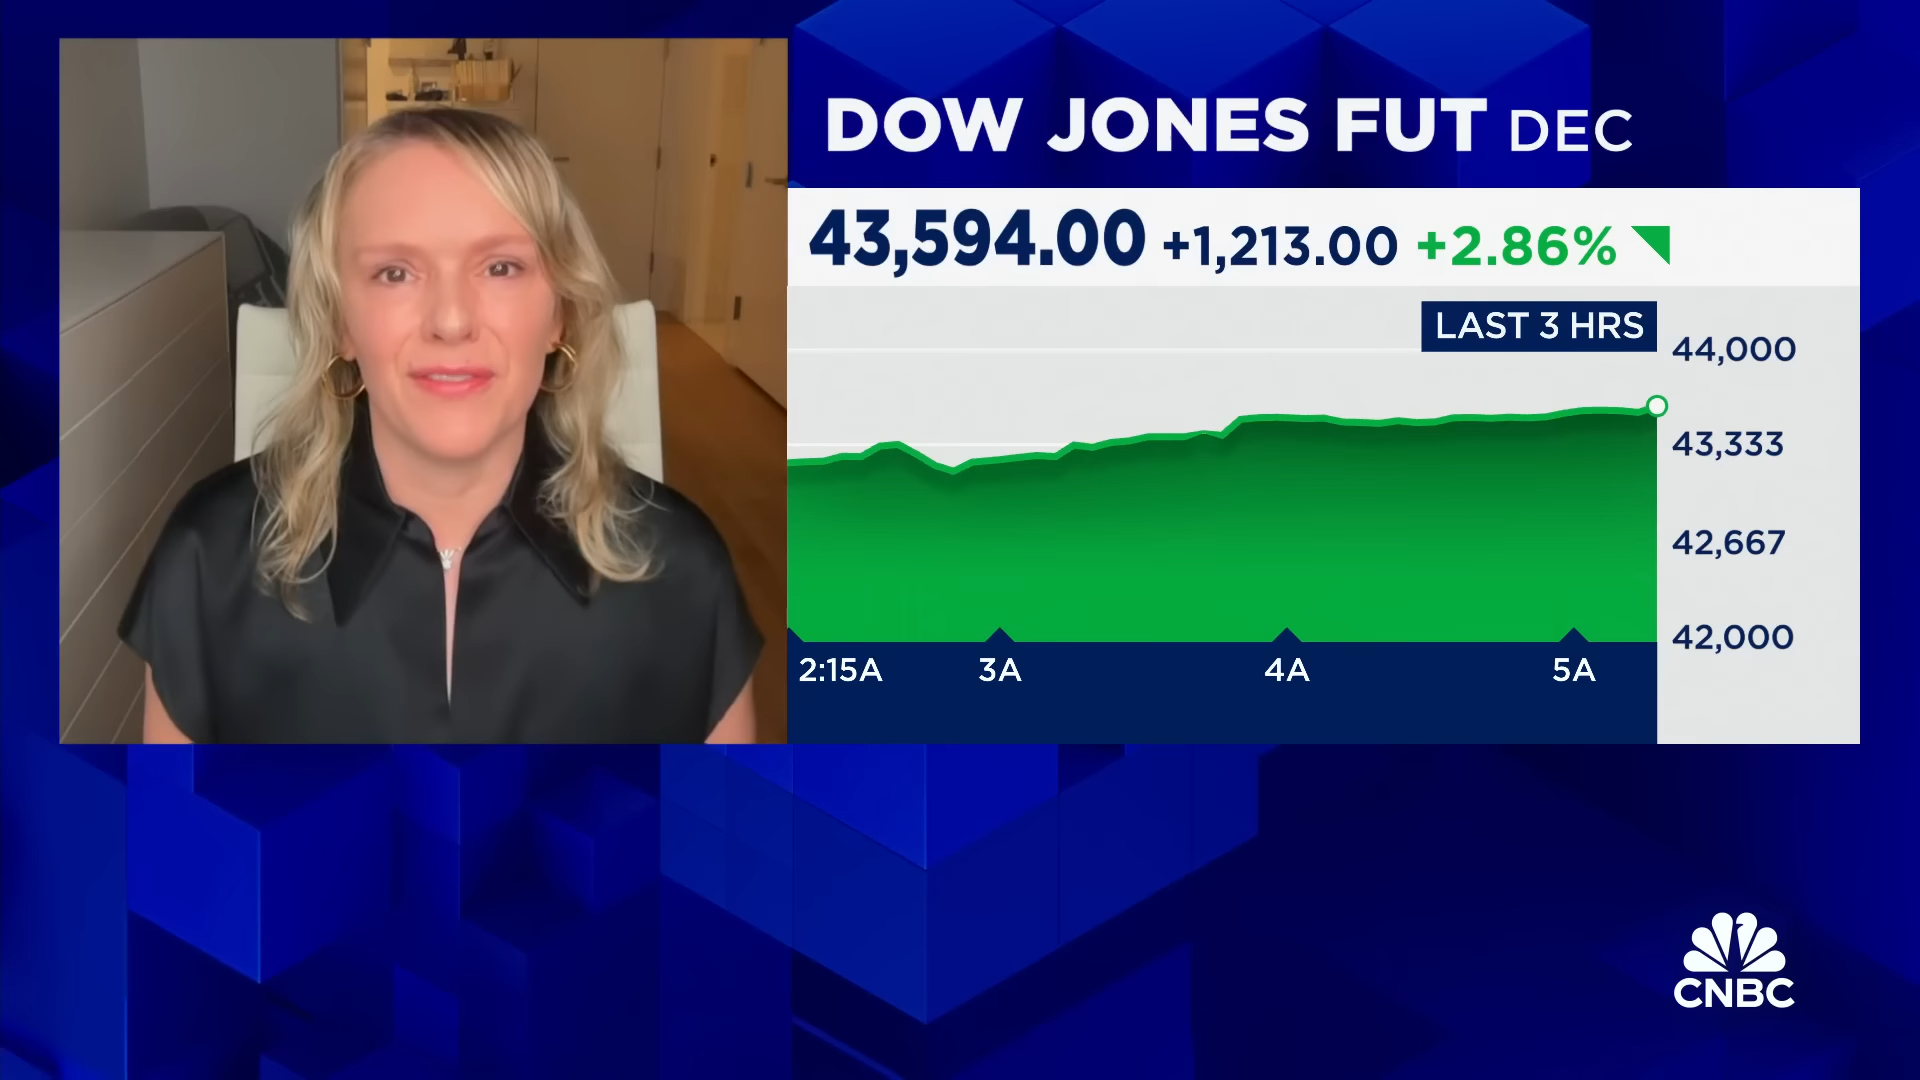 DOW JONES FUT DEC
43,594.00 +1,213.00 +2.86%
LAST 3 HRS
44,000
43,333
42,667
42,000
2:15A 3A 4A 5A
CNBC